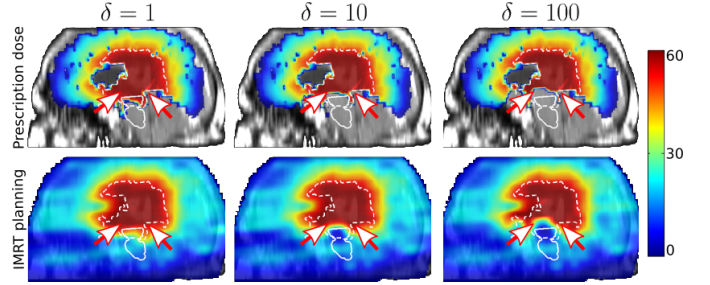 δ = 1 δ = 10 δ = 100
Prescription dose
60
30
0
IMRT planning